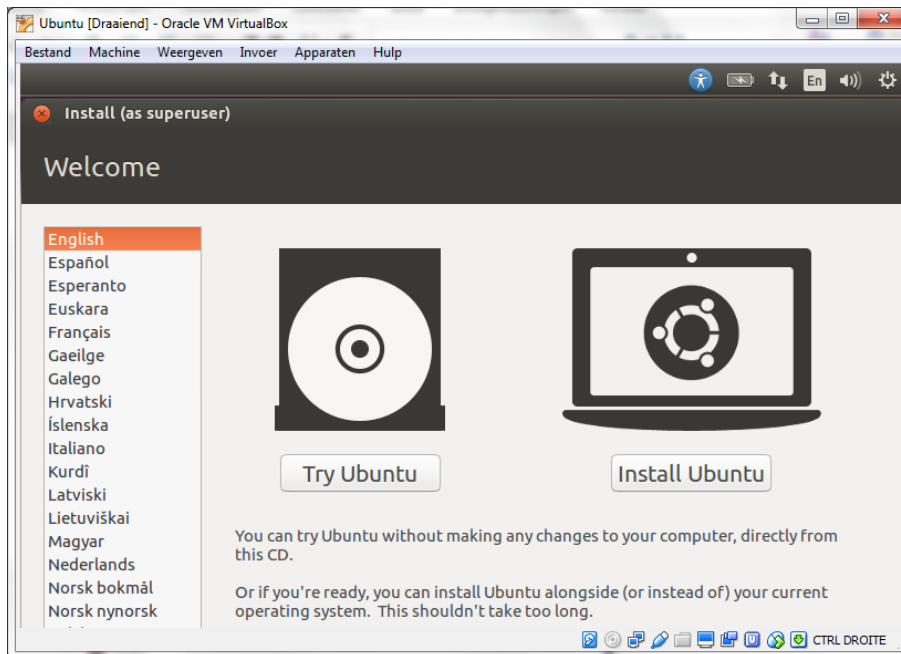 Ubuntu [Draaiend] - Oracle VM VirtualBox
Bestand Machine Weergeven Invoer Apparaten Hulp
En
Install (as superuser)
Welcome
English
Español
Esperanto
Euskara
Français
Gaeilge
Galego
Hrvatski
Íslenska
Italiano
Kurdî
Latviski
Lietuviškai
Magyar
Nederlands
Norsk bokmål
Norsk nynorsk
Try Ubuntu
Install Ubuntu
You can try Ubuntu without making any changes to your computer, directly from
this CD.
Or if you're ready, you can install Ubuntu alongside (or instead of) your current
operating system. This shouldn't take too long.
CTRL DROITE